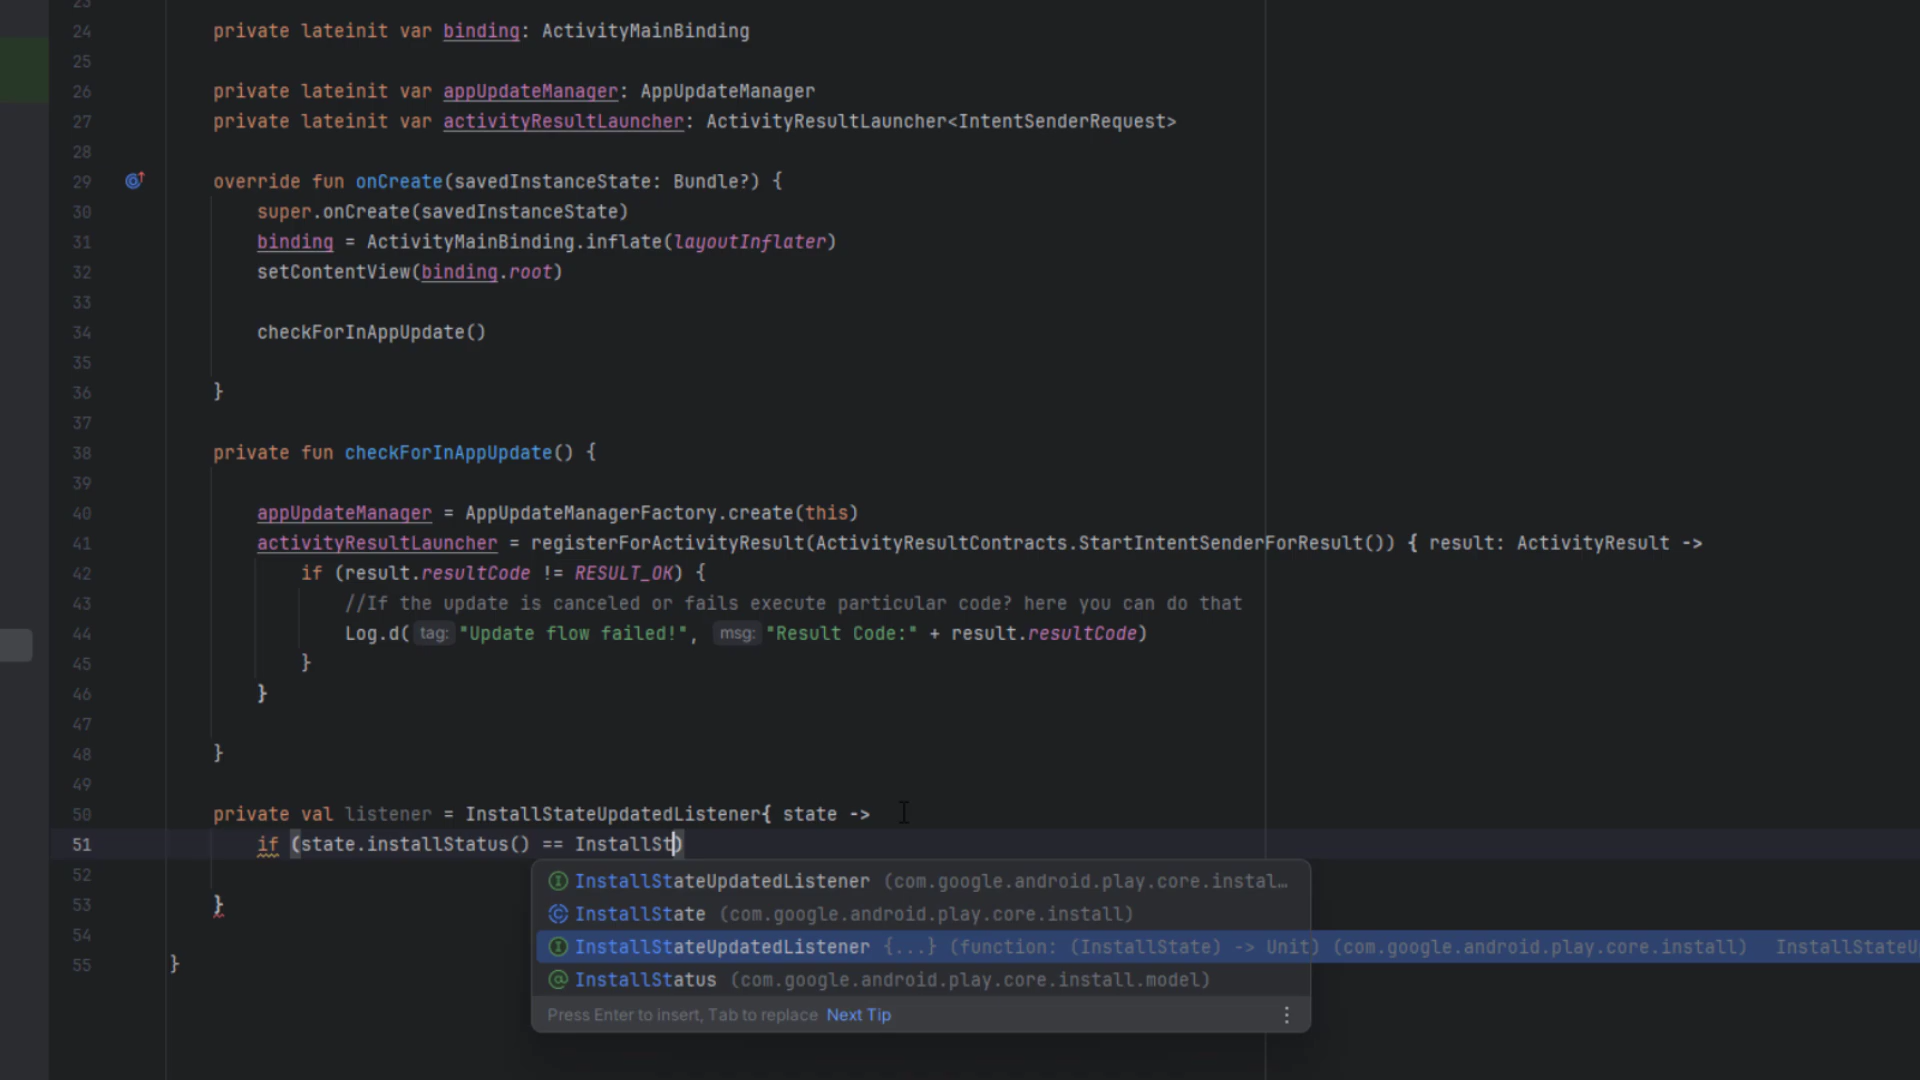 23
24 private lateinit var binding: ActivityMainBinding
25
26 private lateinit var appUpdateManager: AppUpdateManager
27 private lateinit var activityResultLauncher: ActivityResultLauncher<IntentSenderRequest>
28
29 override fun onCreate(savedInstanceState: Bundle?) {
30 super.onCreate(savedInstanceState)
31 binding = ActivityMainBinding.inflate(layoutInflater)
32 setContentView(binding.root)
33
34 checkForInAppUpdate()
35
36 }
37
38 private fun checkForInAppUpdate() {
39
40 appUpdateManager = AppUpdateManagerFactory.create(this)
41 activityResultLauncher = registerForActivityResult(ActivityResultContracts.StartIntentSenderForResult()) { result: ActivityResult ->
42 if (result.resultCode != RESULT_OK) {
43 //If the update is canceled or fails execute particular code? here you can do that
44 Log.d( tag: "Update flow failed!", msg: "Result Code:" + result.resultCode)
45 }
46 }
47
48 }
49
50 private val listener = InstallStateUpdatedListener{ state ->
51 if (state.installStatus() == InstallSt)
52 InstallStateUpdatedListener (com.google.android.play.core.instal…
53 } InstallState (com.google.android.play.core.install)
InstallStateUpdatedListener {...} (function: (InstallState) -> Unit) (com.google.android.play.core.install) InstallStateU
54
InstallStatus (com.google.android.play.core.install.model)
55 }
Press Enter to insert, Tab to replace Next Tip